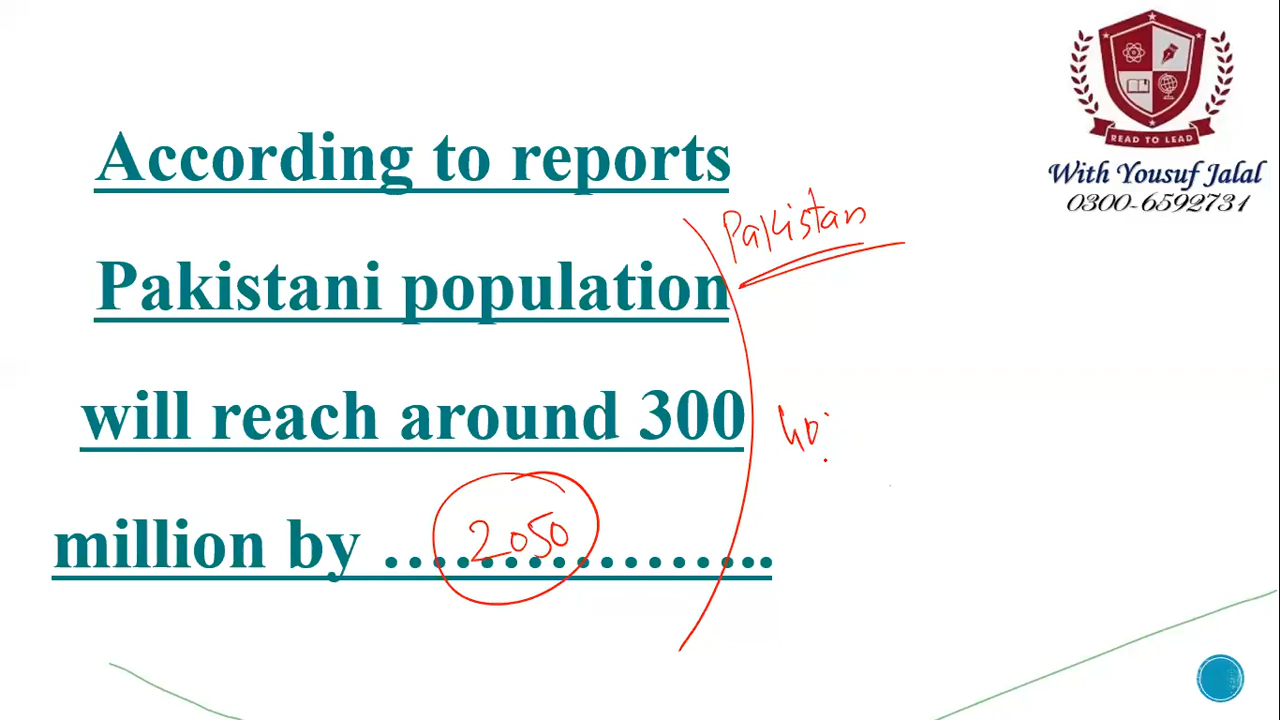 According to reports
Pakistani population
will reach around 300
million by ………………..
2050
Pakistan
READ TO LEAD
With Yousuf Jalal
0300-6592731